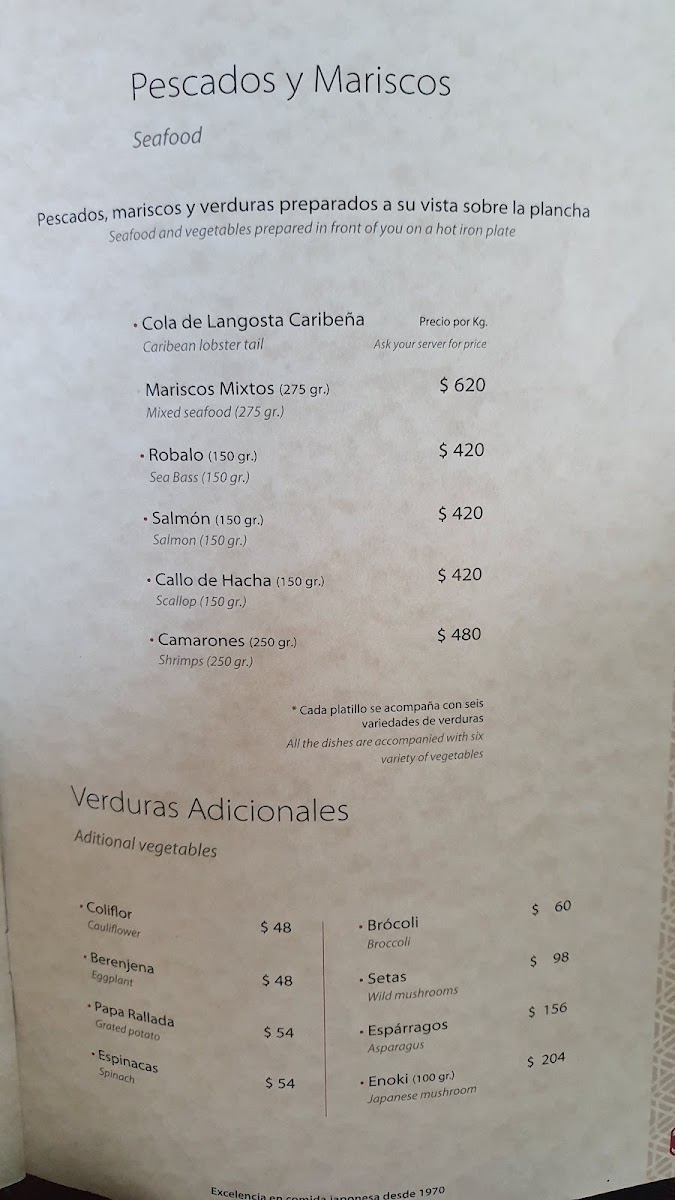 Pescados y Mariscos
Seafood
Pescados, mariscos y verduras preparados a su vista sobre la plancha
Seafood and vegetables prepared in front of you on a hot iron plate
• Cola de Langosta Caribeña Precio por Kg.
Caribean lobster tail Ask your server for price
Mariscos Mixtos (275 gr.) $ 620
Mixed seafood (275 gr.)
• Robalo (150 gr.) $ 420
Sea Bass (150 gr.)
• Salmón (150 gr.) $ 420
Salmon (150 gr.)
• Callo de Hacha (150 gr.) $ 420
Scallop (150 gr.)
• Camarones (250 gr.) $ 480
Shrimps (250 gr.)
* Cada platillo se acompaña con seis
variedades de verduras
All the dishes are accompanied with six
variety of vegetables
Verduras Adicionales
Aditional vegetables
• Coliflor $ 48
Cauliflower
• Berenjena $ 48
Eggplant
• Papa Rallada $ 54
Grated potato
• Espinacas $ 54
Spinach
• Brócoli $ 60
Broccoli
• Setas $ 98
Wild mushrooms
• Espárragos $ 156
Asparagus
• Enoki (100 gr.) $ 204
Japanese mushroom
Excelencia en comida japonesa desde 1970